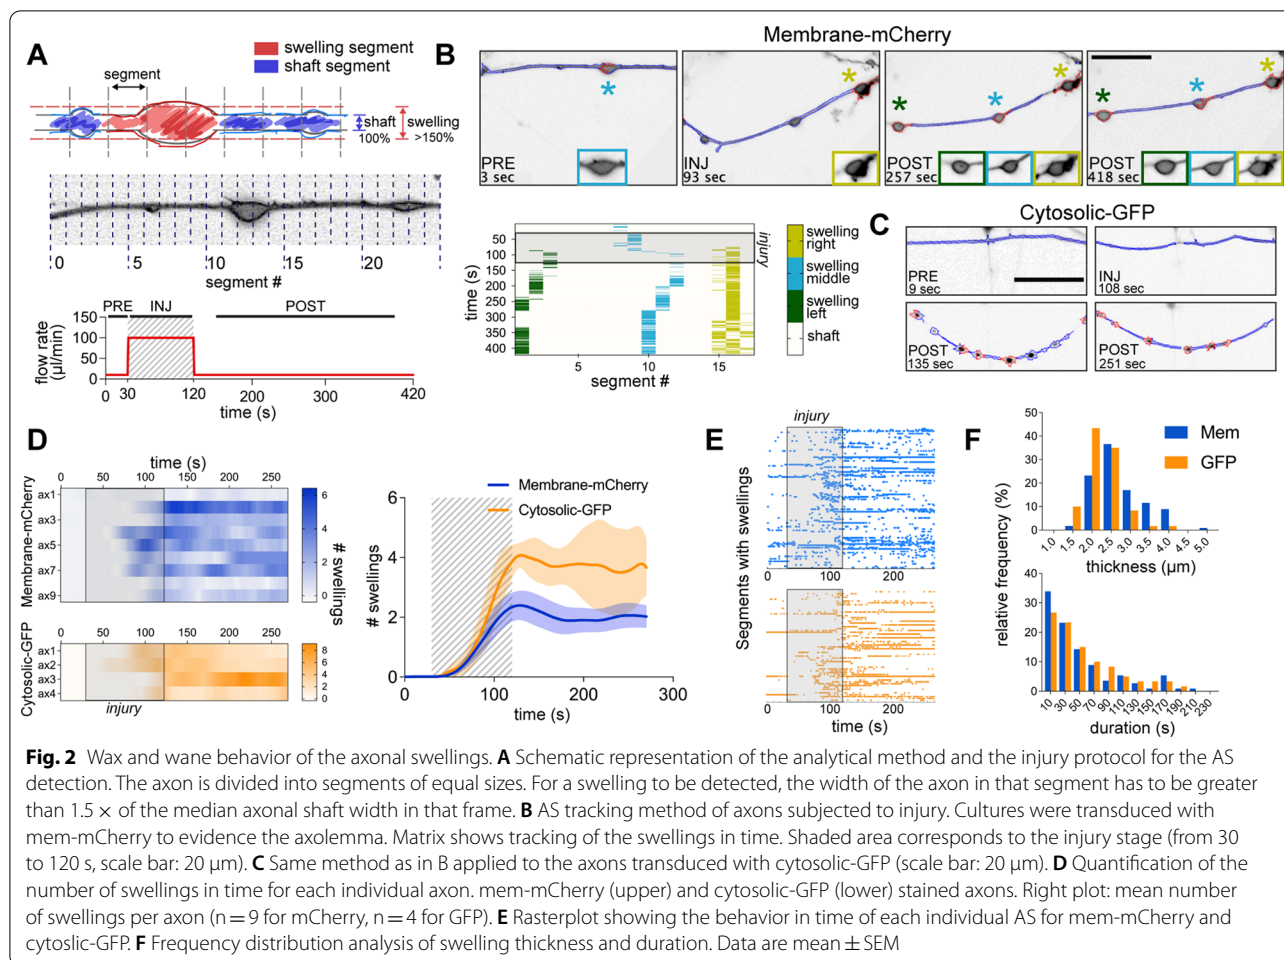 A
swelling segment
shaft segment
segment
shaft
100%
swelling
>150%
0 5 10 15 20
segment #
PRE INJ POST
flow rate
(µl/min)
150
100
50
0
0 30 120 200 300 420
time (s)
B
Membrane-mCherry
*
PRE
3 sec
*
INJ
93 sec
* * *
POST
257 sec
* * *
POST
418 sec
time (s)
50
100
150
200
250
300
350
400
injury
5 10 15
segment #
swelling
right
swelling
middle
swelling
left
shaft
C
Cytosolic-GFP
PRE
9 sec
INJ
108 sec
POST
135 sec
POST
251 sec
D
time (s)
0 50 100 150 200 250
Membrane-mCherry
ax1
ax3
ax5
ax7
ax9
6
4
2
0
# swellings
0 50 100 150 200 250
Cytosolic-GFP
ax1
ax2
ax3
ax4
injury
8
6
4
2
0
Membrane-mCherry
Cytosolic-GFP
# swellings
6
4
2
0
0 100 200 300
time (s)
E
injury
Segments with swellings
0 100 200
0 100 200
time (s)
F
Mem
GFP
relative frequency (%)
50
40
30
20
10
0
1.0 1.5 2.0 2.5 3.0 3.5 4.0 4.5 5.0
thickness (µm)
40
30
20
10
0
10 30 50 70 90 110 130 150 170 190 210 230
duration (s)
Fig. 2 Wax and wane behavior of the axonal swellings. A Schematic representation of the analytical method and the injury protocol for the AS
detection. The axon is divided into segments of equal sizes. For a swelling to be detected, the width of the axon in that segment has to be greater
than 1.5 × of the median axonal shaft width in that frame. B AS tracking method of axons subjected to injury. Cultures were transduced with
mem-mCherry to evidence the axolemma. Matrix shows tracking of the swellings in time. Shaded area corresponds to the injury stage (from 30
to 120 s, scale bar: 20 µm). C Same method as in B applied to the axons transduced with cytosolic-GFP (scale bar: 20 µm). D Quantification of the
number of swellings in time for each individual axon. mem-mCherry (upper) and cytosolic-GFP (lower) stained axons. Right plot: mean number
of swellings per axon (n = 9 for mCherry, n = 4 for GFP). E Rasterplot showing the behavior in time of each individual AS for mem-mCherry and
cytoslic-GFP. F Frequency distribution analysis of swelling thickness and duration. Data are mean ± SEM